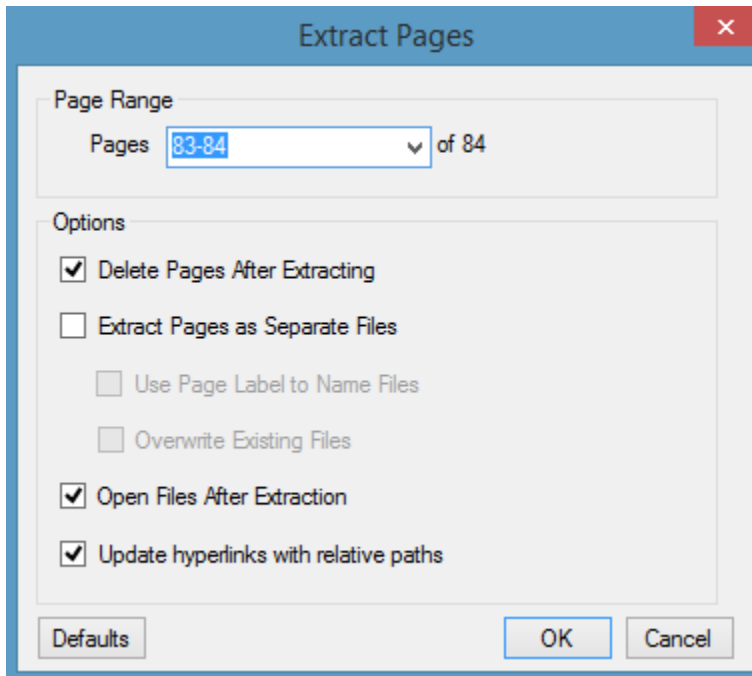 Extract Pages
Page Range
Pages 83-84 of 84
Options
Delete Pages After Extracting
Extract Pages as Separate Files
Use Page Label to Name Files
Overwrite Existing Files
Open Files After Extraction
Update hyperlinks with relative paths
Defaults OK Cancel